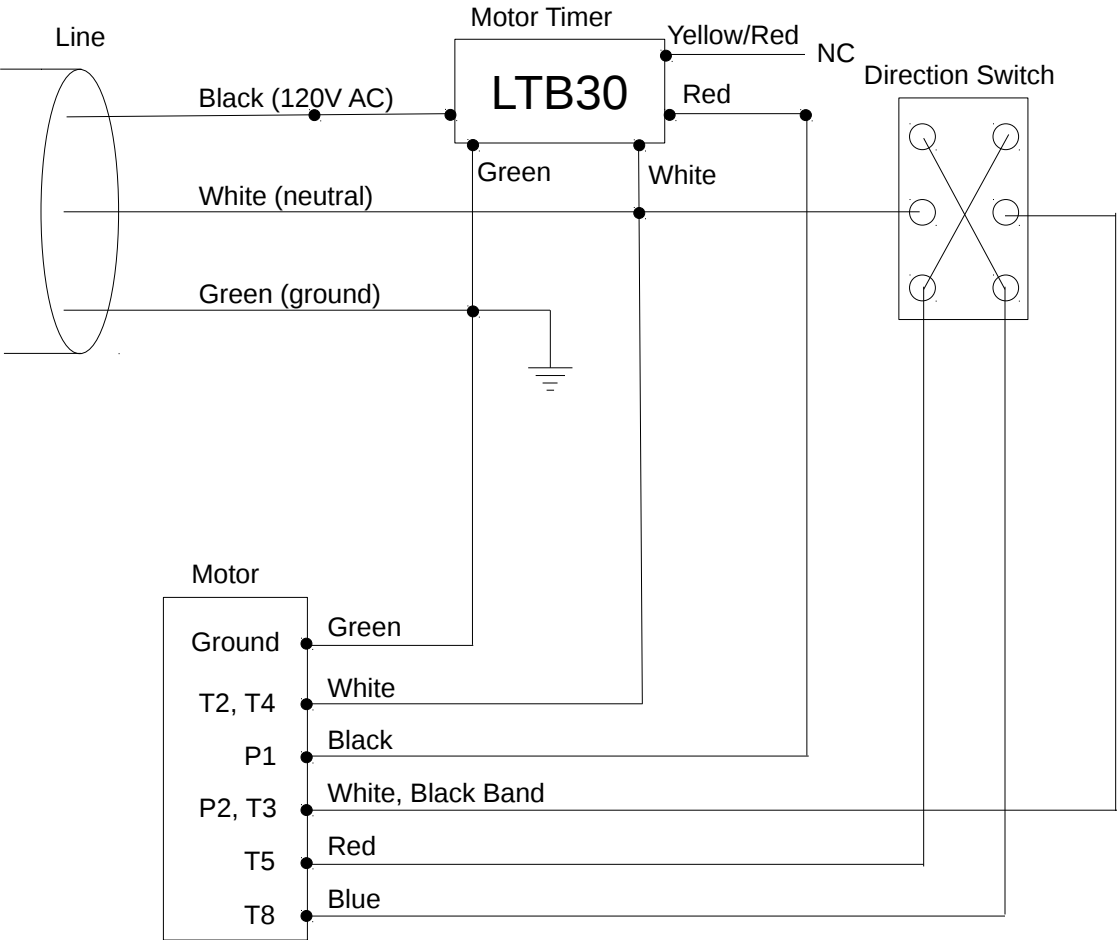 Motor Timer
Line
Yellow/Red
NC
Direction Switch
Black (120V AC)
LTB30
Red
Green
White
White (neutral)
Green (ground)
Motor
Ground
Green
T2, T4
White
P1
Black
P2, T3
White, Black Band
T5
Red
T8
Blue